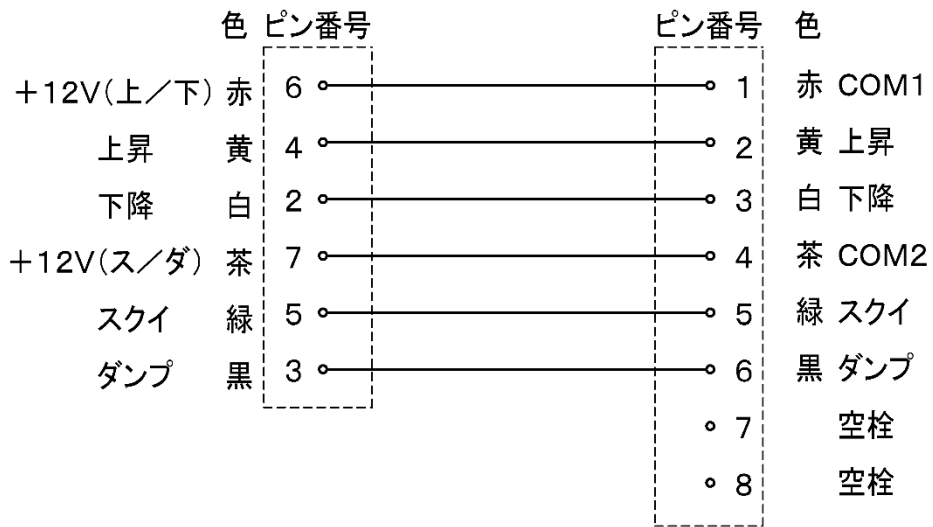 色 ピン番号 ピン番号 色
＋12V(上／下) 赤 6 1 赤 COM1
上昇 黄 4 2 黄 上昇
下降 白 2 3 白 下降
＋12V(ス／ダ) 茶 7 4 茶 COM2
スクイ 緑 5 5 緑 スクイ
ダンプ 黒 3 6 黒 ダンプ
7 空栓
8 空栓